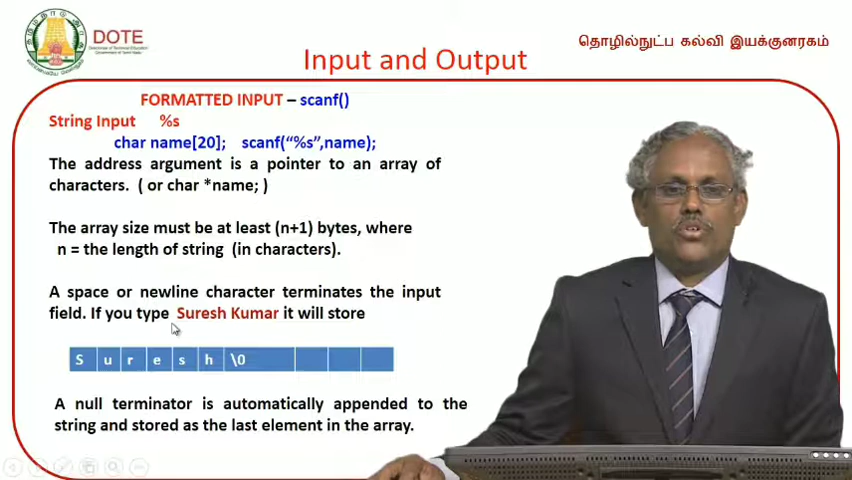 DOTE
தொழில்நுட்ப கல்வி இயக்குனரகம்
Input and Output
FORMATTED INPUT – scanf()
String Input %s
char name[20]; scanf(“%s”,name);
The address argument is a pointer to an array of
characters. ( or char *name; )
The array size must be at least (n+1) bytes, where
n = the length of string (in characters).
A space or newline character terminates the input
field. If you type Suresh Kumar it will store
S u r e s h \0
A null terminator is automatically appended to the
string and stored as the last element in the array.